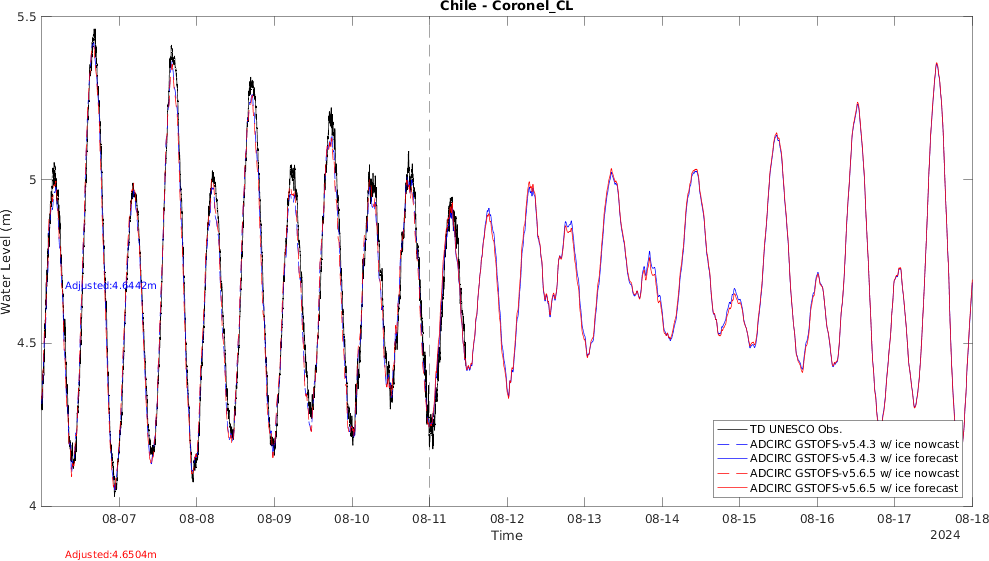 Chile - Coronel_CL
5.5
5
4.5
4
Water Level (m)
Adjusted:4.6442m
TD UNESCO Obs.
ADCIRC GSTOFS-v5.4.3 w/ ice nowcast
ADCIRC GSTOFS-v5.4.3 w/ ice forecast
ADCIRC GSTOFS-v5.6.5 w/ ice nowcast
ADCIRC GSTOFS-v5.6.5 w/ ice forecast
08-07 08-08 08-09 08-10 08-11 08-12 08-13 08-14 08-15 08-16 08-17 08-18
Time
2024
Adjusted:4.6504m